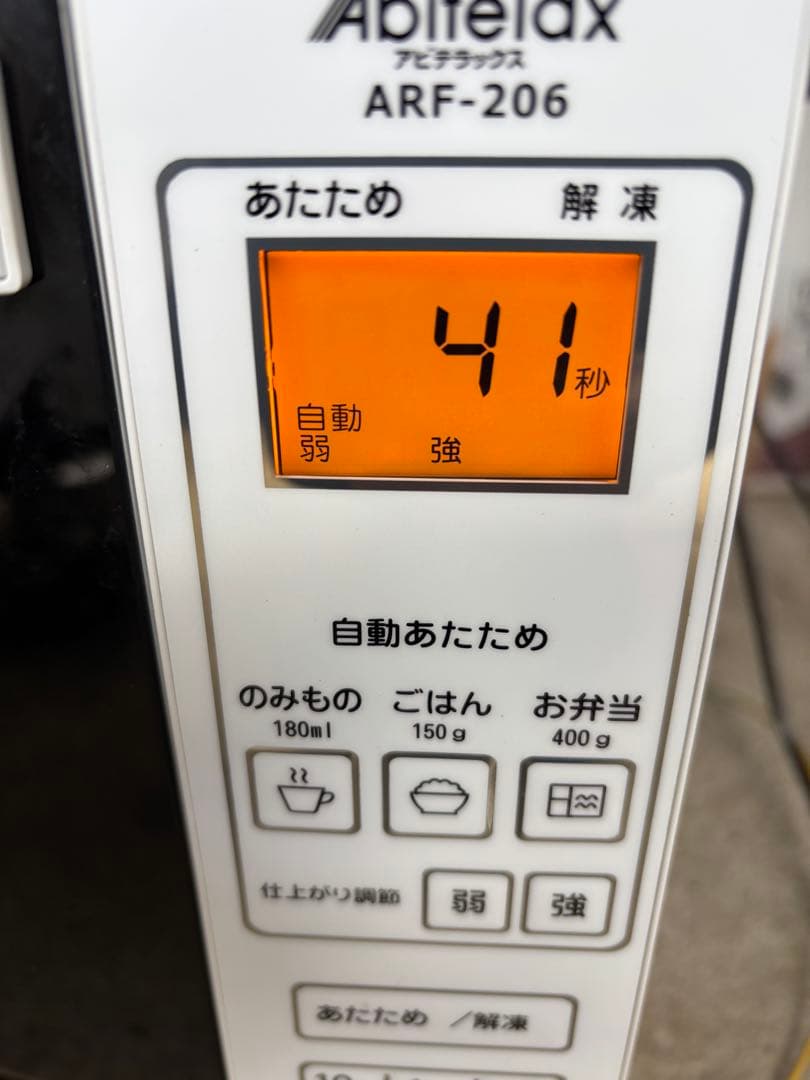 Abitelax
アビテラックス
ARF-206
あたため 解凍
41秒
自動
弱 強
自動あたため
のみもの ごはん お弁当
180ml 150g 400g
仕上がり調節 弱 強
あたため /解凍